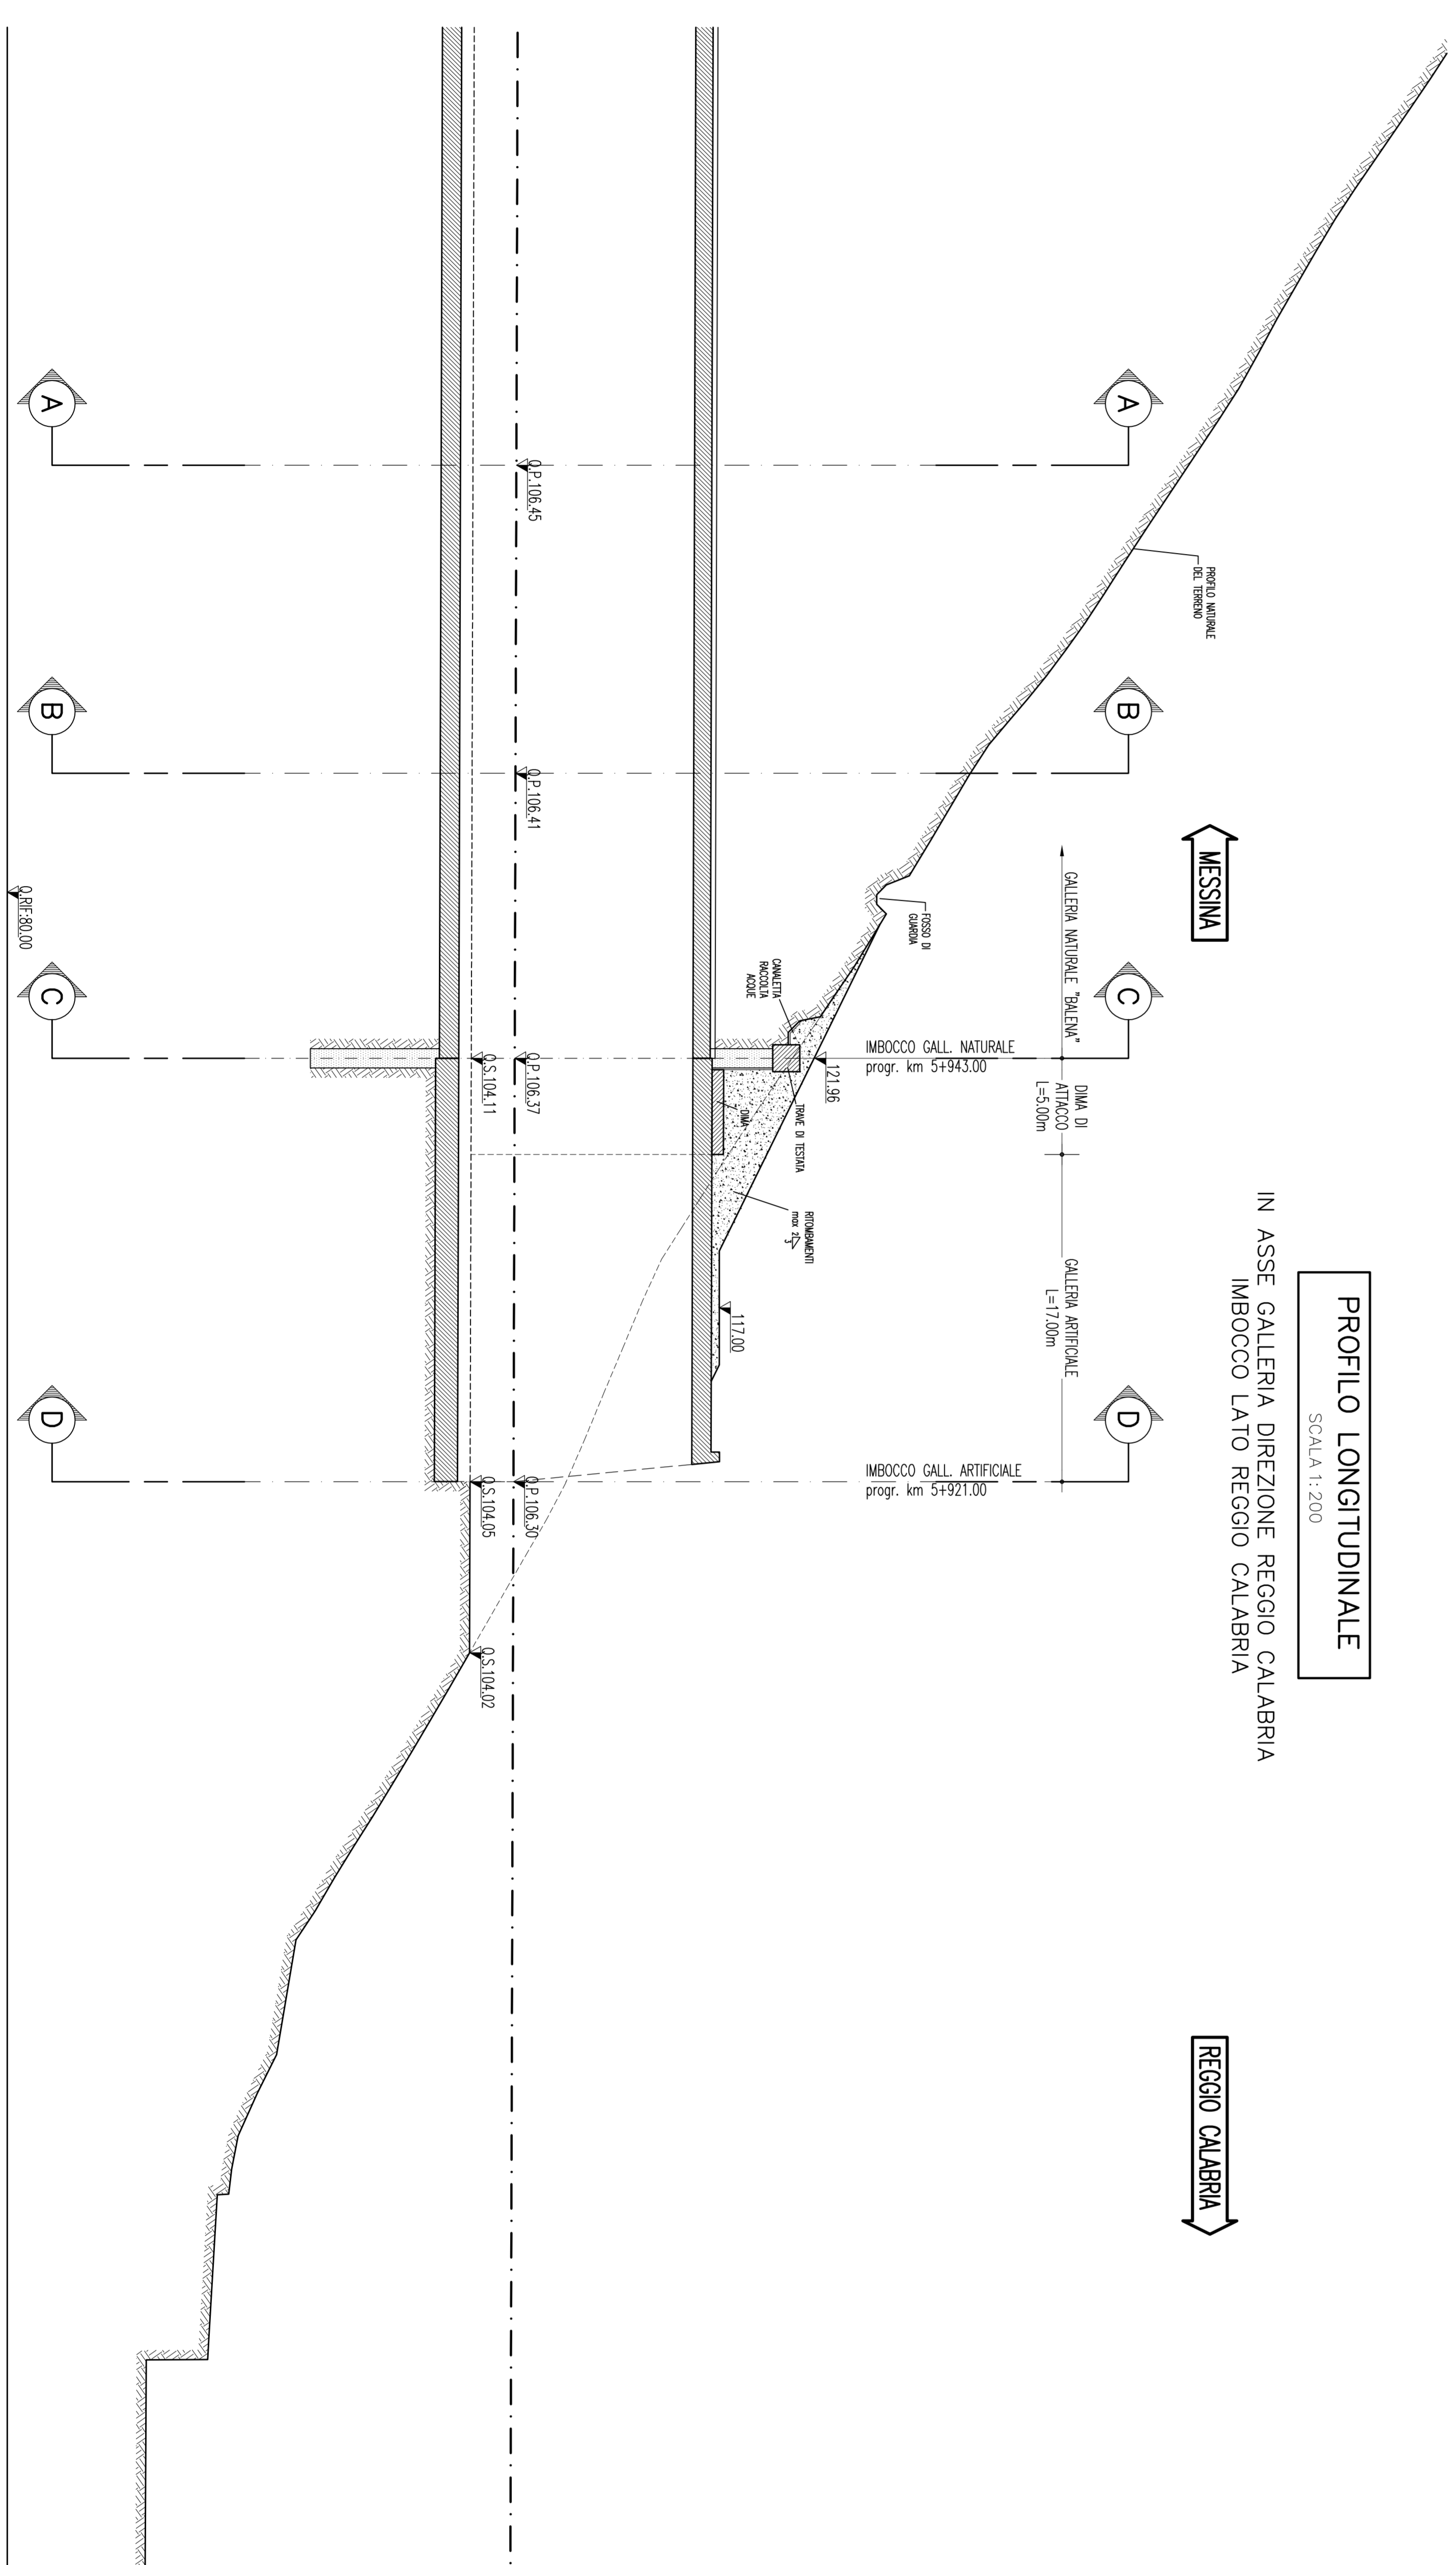 PROFILO LONGITUDINALE
SCALA 1:200
IN ASSE GALLERIA DIREZIONE REGGIO CALABRIA
IMBOCCO LATO REGGIO CALABRIA
MESSINA
REGGIO CALABRIA
PROFILO NATURALE
DEL TERRENO
A
B
C
D
GALLERIA NATURALE "BALENA"
DIMA DI
ATTACCO
L=5.00m
GALLERIA ARTIFICIALE
L=17.00m
IMBOCCO GALL. NATURALE
progr. km 5+943.00
IMBOCCO GALL. ARTIFICIALE
progr. km 5+921.00
FOSSO DI
GUARDIA
CANALETTA
RACCOLTA
ACQUE
121.96
TRAVE DI TESTATA
DIMA
RITOMBAMENTI
max 2
3
117.00
Q.P.106.45
Q.P.106.41
Q.P.106.37
Q.P.106.30
Q.S.104.11
Q.S.104.05
Q.S.104.02
A
B
C
D
Q.RIF:80.00